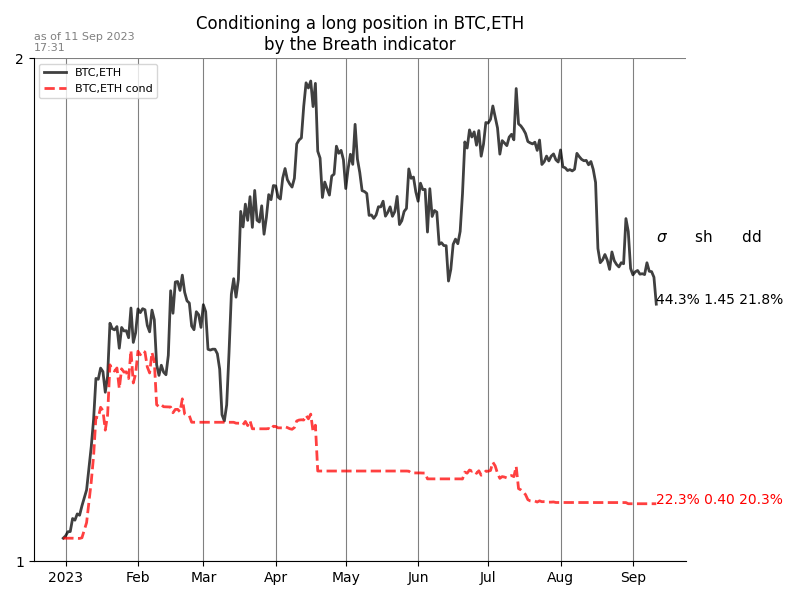 Conditioning a long position in BTC,ETH
by the Breath indicator
as of 11 Sep 2023
17:31
2
BTC,ETH
BTC,ETH cond
σ sh dd
44.3% 1.45 21.8%
22.3% 0.40 20.3%
1
2023 Feb Mar Apr May Jun Jul Aug Sep